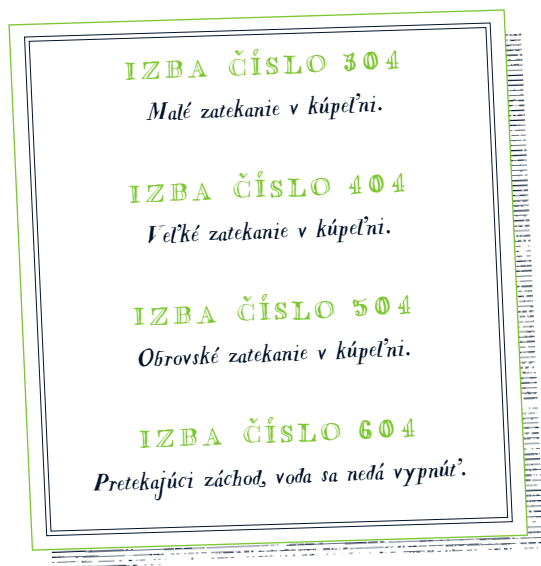 IZBA ČÍSLO 304
Malé zatekanie v kúpeľni.
IZBA ČÍSLO 404
Veľké zatekanie v kúpeľni.
IZBA ČÍSLO 504
Obrovské zatekanie v kúpeľni.
IZBA ČÍSLO 604
Pretekajúci záchod, voda sa nedá vypnúť.